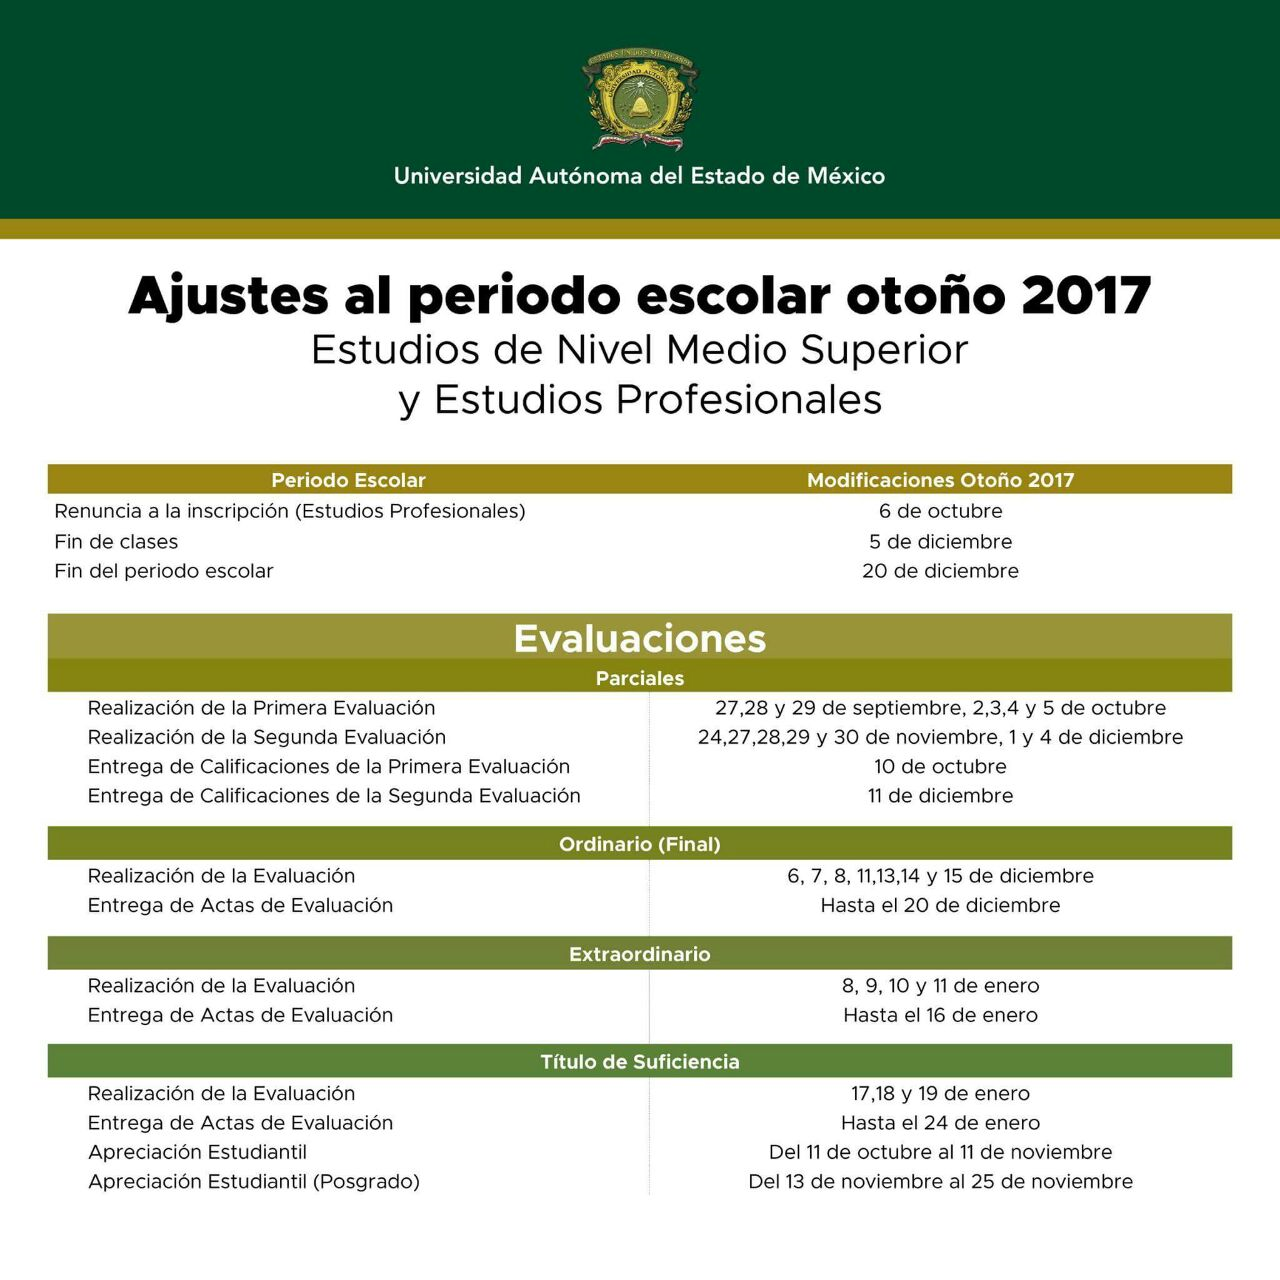 ESTADOS UNIDOS MEXICANOS
UNIVERSIDAD AUTÓNOMA
Universidad Autónoma del Estado de México
Ajustes al periodo escolar otoño 2017
Estudios de Nivel Medio Superior
y Estudios Profesionales
Periodo Escolar Modificaciones Otoño 2017
Renuncia a la inscripción (Estudios Profesionales) 6 de octubre
Fin de clases 5 de diciembre
Fin del periodo escolar 20 de diciembre
Evaluaciones
Parciales
Realización de la Primera Evaluación 27,28 y 29 de septiembre, 2,3,4 y 5 de octubre
Realización de la Segunda Evaluación 24,27,28,29 y 30 de noviembre, 1 y 4 de diciembre
Entrega de Calificaciones de la Primera Evaluación 10 de octubre
Entrega de Calificaciones de la Segunda Evaluación 11 de diciembre
Ordinario (Final)
Realización de la Evaluación 6, 7, 8, 11,13,14 y 15 de diciembre
Entrega de Actas de Evaluación Hasta el 20 de diciembre
Extraordinario
Realización de la Evaluación 8, 9, 10 y 11 de enero
Entrega de Actas de Evaluación Hasta el 16 de enero
Título de Suficiencia
Realización de la Evaluación 17,18 y 19 de enero
Entrega de Actas de Evaluación Hasta el 24 de enero
Apreciación Estudiantil Del 11 de octubre al 11 de noviembre
Apreciación Estudiantil (Posgrado) Del 13 de noviembre al 25 de noviembre